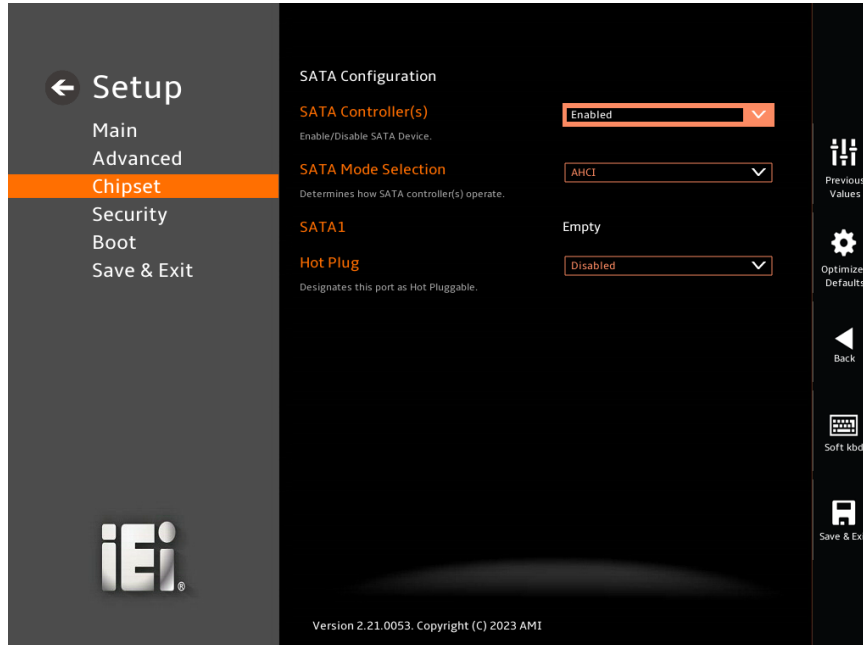 Setup
Main
Advanced
Chipset
Security
Boot
Save & Exit
iEi®
SATA Configuration
SATA Controller(s)
Enabled
Enable/Disable SATA Device.
SATA Mode Selection
AHCI
Determines how SATA controller(s) operate.
SATA1
Empty
Hot Plug
Disabled
Designates this port as Hot Pluggable.
Version 2.21.0053. Copyright (C) 2023 AMI
Previous
Values
Optimize
Defaults
Back
Soft kbd
Save & Exi